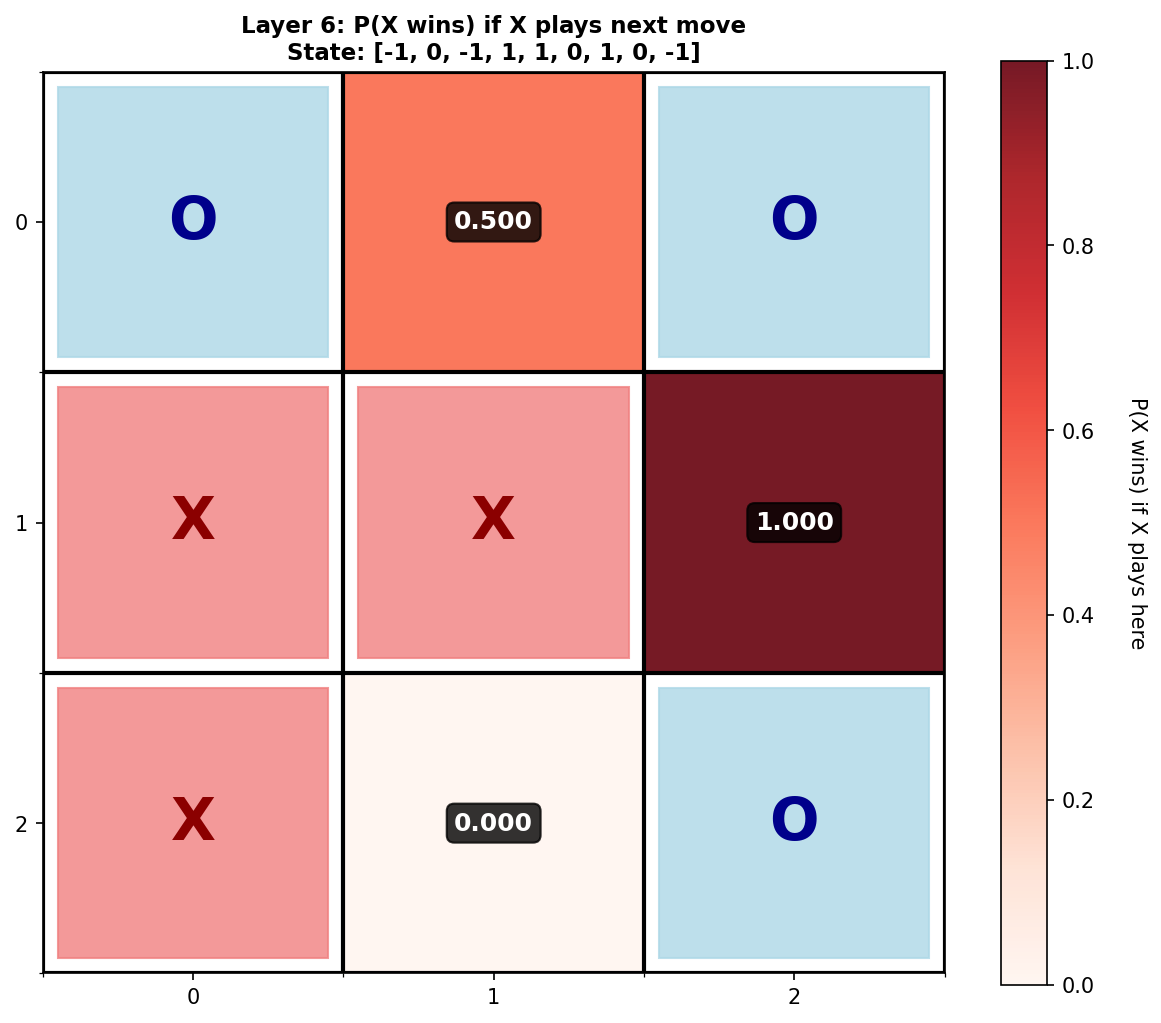 Layer 6: P(X wins) if X plays next move
State: [-1, 0, -1, 1, 1, 0, 1, 0, -1]
0
O
0.500
O
1
X
X
1.000
2
X
0.000
O
0
1
2
1.0
0.8
0.6
0.4
0.2
0.0
P(X wins) if X plays here